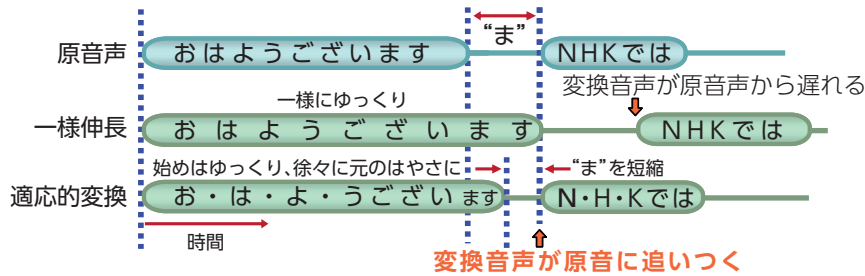 “ま”
原音声 おはようございます NHKでは
変換音声が原音声から遅れる
一様にゆっくり
一様伸長 おはようございます NHKでは
始めはゆっくり、徐々に元のはやさに “ま”を短縮
適応的変換 お・は・よ・うございます N・H・Kでは
時間
変換音声が原音に追いつく